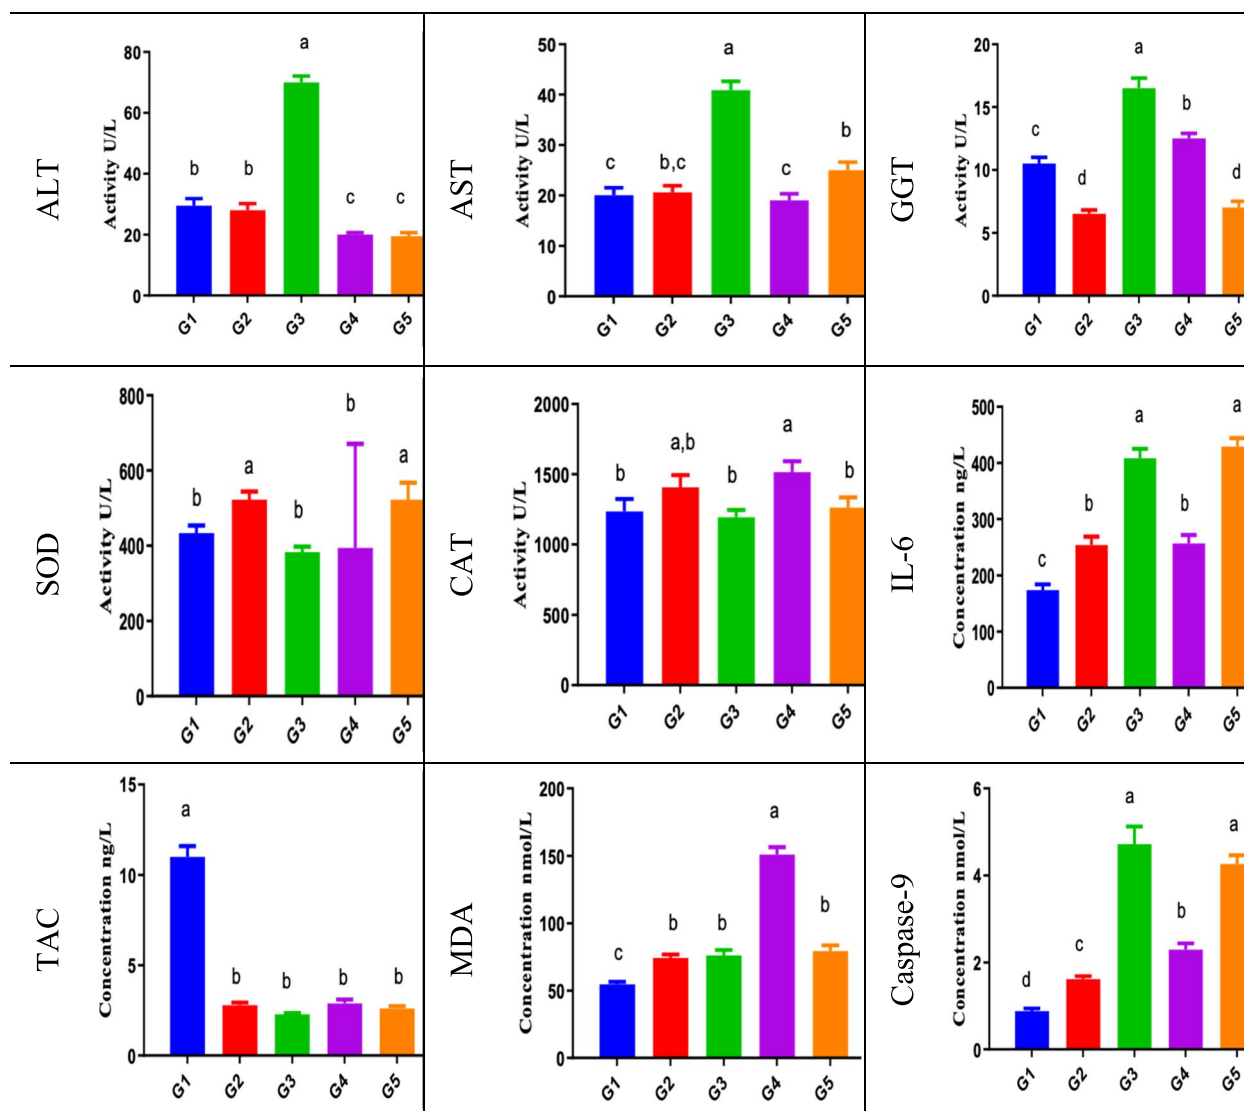 ALT
Activity U/L
80
60
40
20
0
b
b
a
c
c
G1
G2
G3
G4
G5
AST
Activity U/L
50
40
30
20
10
0
c
b,c
a
c
b
G1
G2
G3
G4
G5
GGT
Activity U/L
20
15
10
5
0
c
d
a
b
d
G1
G2
G3
G4
G5
SOD
Activity U/L
800
600
400
200
0
b
a
b
b
a
G1
G2
G3
G4
G5
CAT
Activity U/L
2000
1500
1000
500
0
b
a,b
b
a
b
G1
G2
G3
G4
G5
IL-6
Concentration ng/L
500
400
300
200
100
0
c
b
a
b
a
G1
G2
G3
G4
G5
TAC
Concentration ng/L
15
10
5
0
a
b
b
b
b
G1
G2
G3
G4
G5
MDA
Concentration nmol/L
200
150
100
50
0
c
b
b
a
b
G1
G2
G3
G4
G5
Caspase-9
Concentration nmol/L
6
4
2
0
d
c
a
b
a
G1
G2
G3
G4
G5